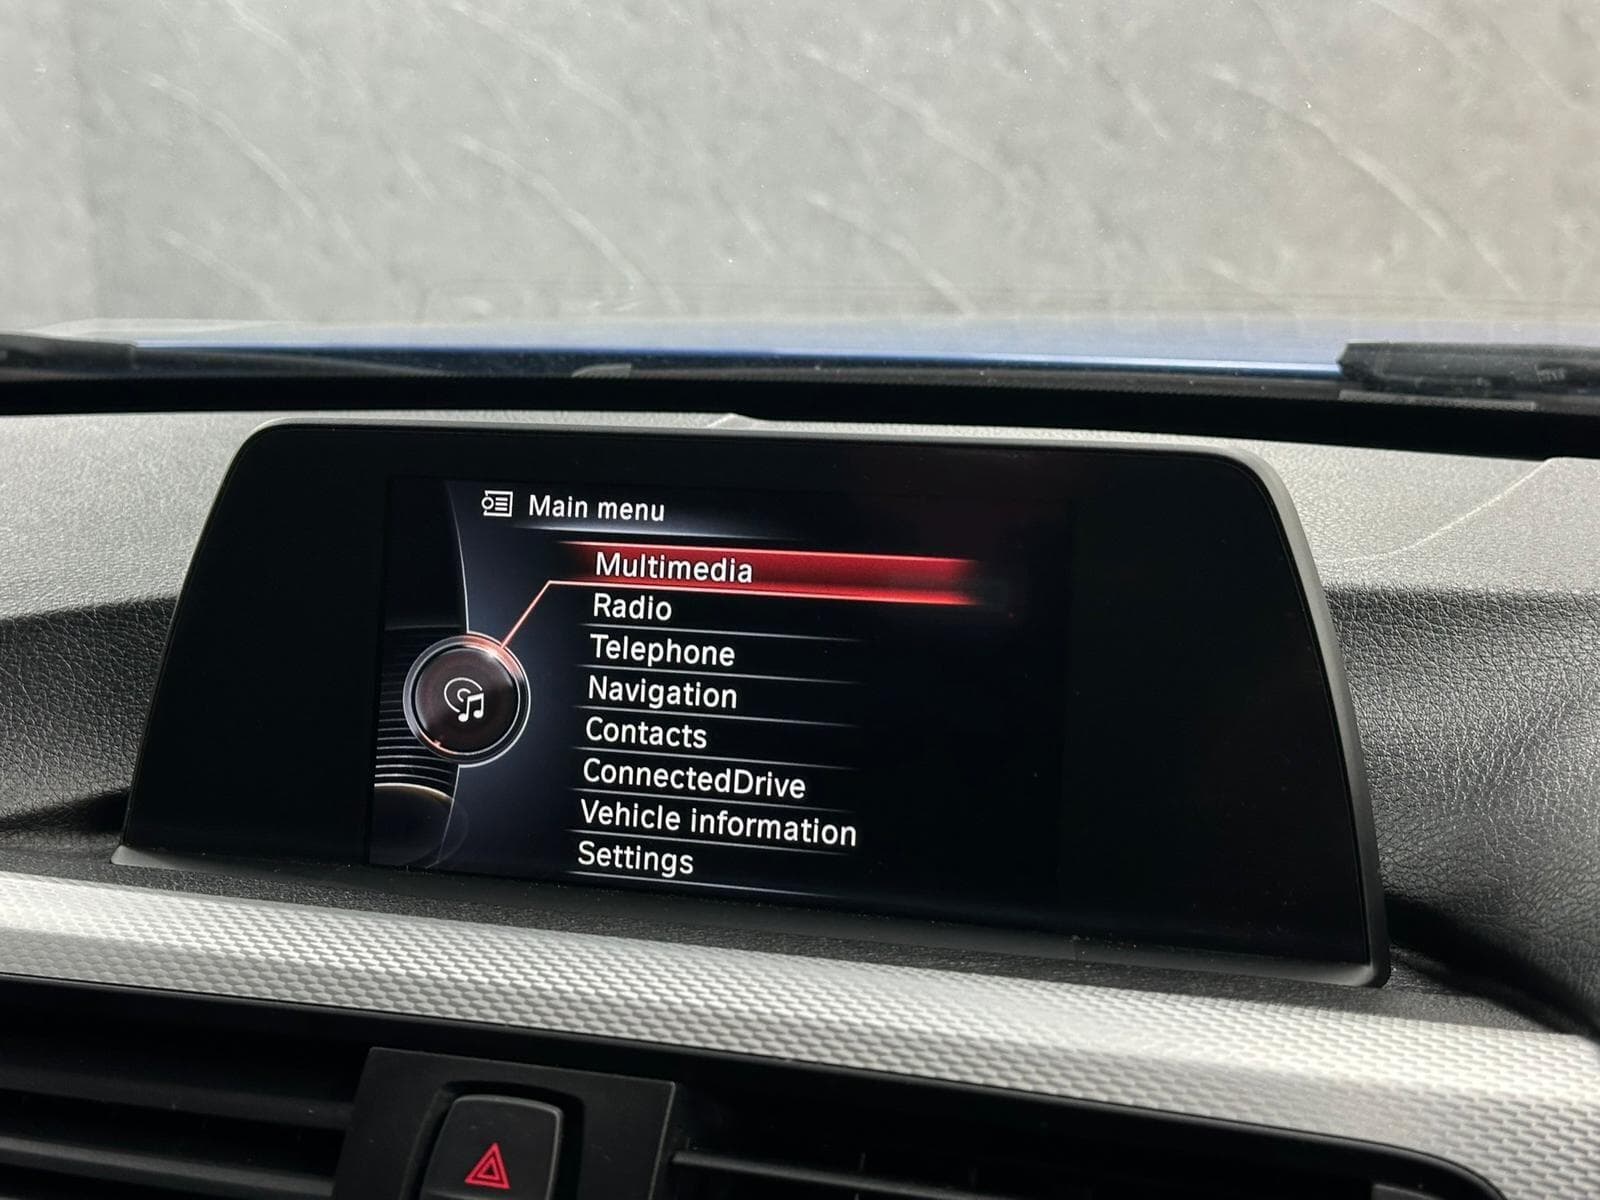 Main menu
Multimedia
Radio
Telephone
Navigation
Contacts
ConnectedDrive
Vehicle information
Settings